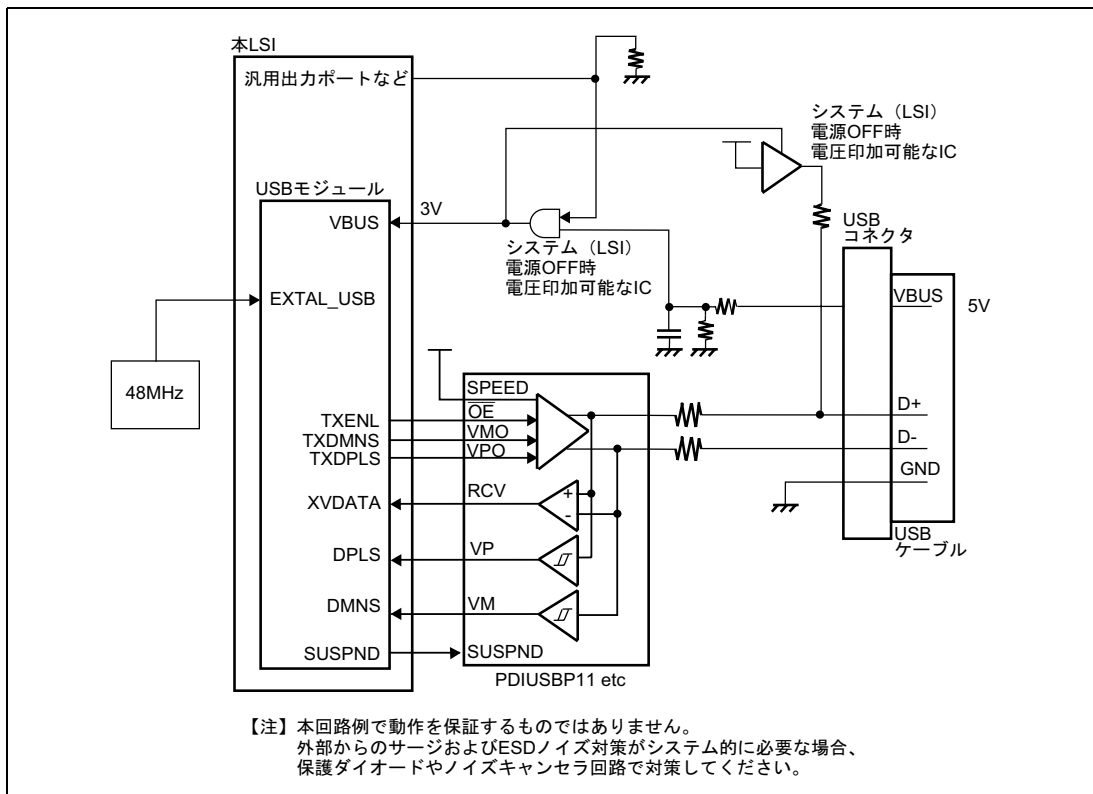 本LSI
汎用出力ポートなど
システム（LSI）
電源OFF時
電圧印加可能なIC
USBモジュール
VBUS
3V
システム（LSI）
電源OFF時
電圧印加可能なIC
USB
コネクタ
EXTAL_USB
VBUS
5V
48MHz
SPEED
TXENL
OE
TXDMNS
VMO
TXDPLS
VPO
D+
D-
GND
XVDATA
RCV
+
-
DPLS
VP
DMNS
VM
SUSPND
SUSPND
USB
ケーブル
PDIUSBP11 etc
【注】本回路例で動作を保証するものではありません。
外部からのサージおよびESDノイズ対策がシステム的に必要な場合、
保護ダイオードやノイズキャンセラ回路で対策してください。